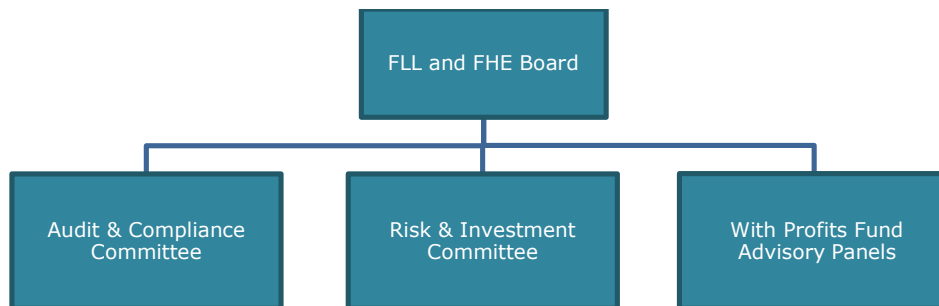 FLL and FHE Board
Audit & Compliance
Committee
Risk & Investment
Committee
With Profits Fund
Advisory Panels